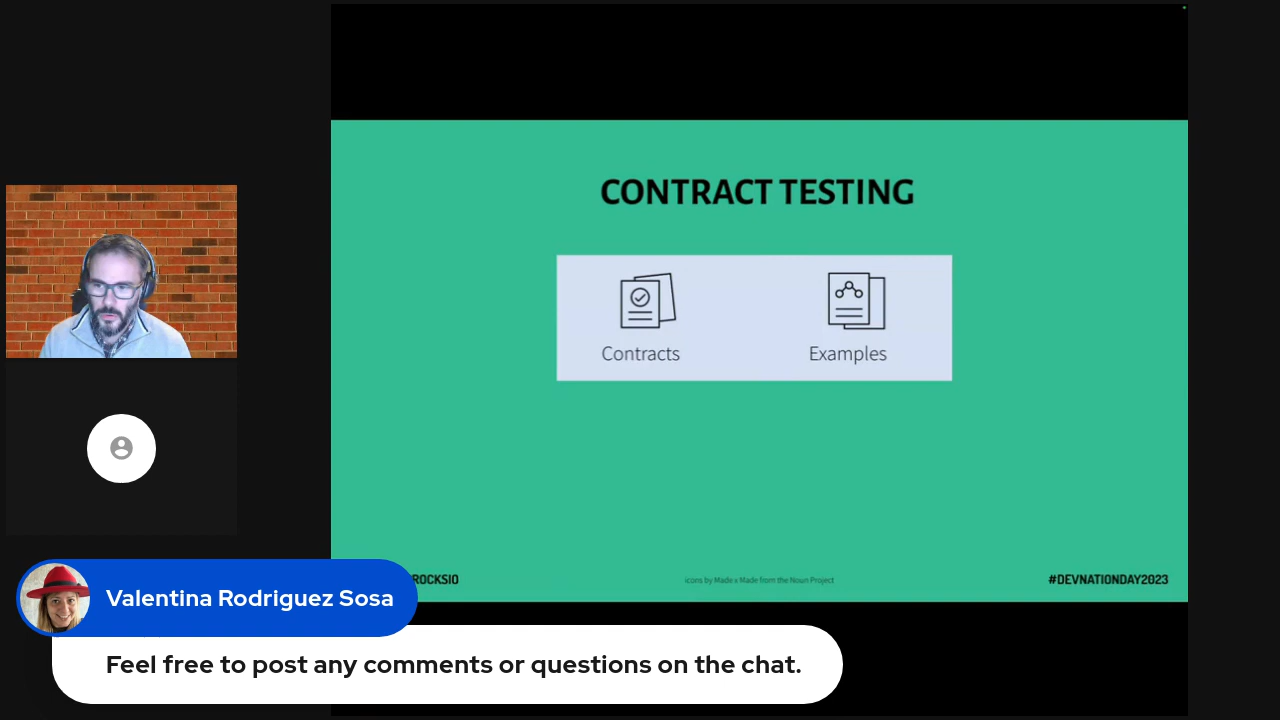 CONTRACT TESTING
Contracts
Examples
ROCKSIO
icons by Made x Made from the Noun Project
#DEVNATIONDAY2023
Valentina Rodriguez Sosa
Feel free to post any comments or questions on the chat.